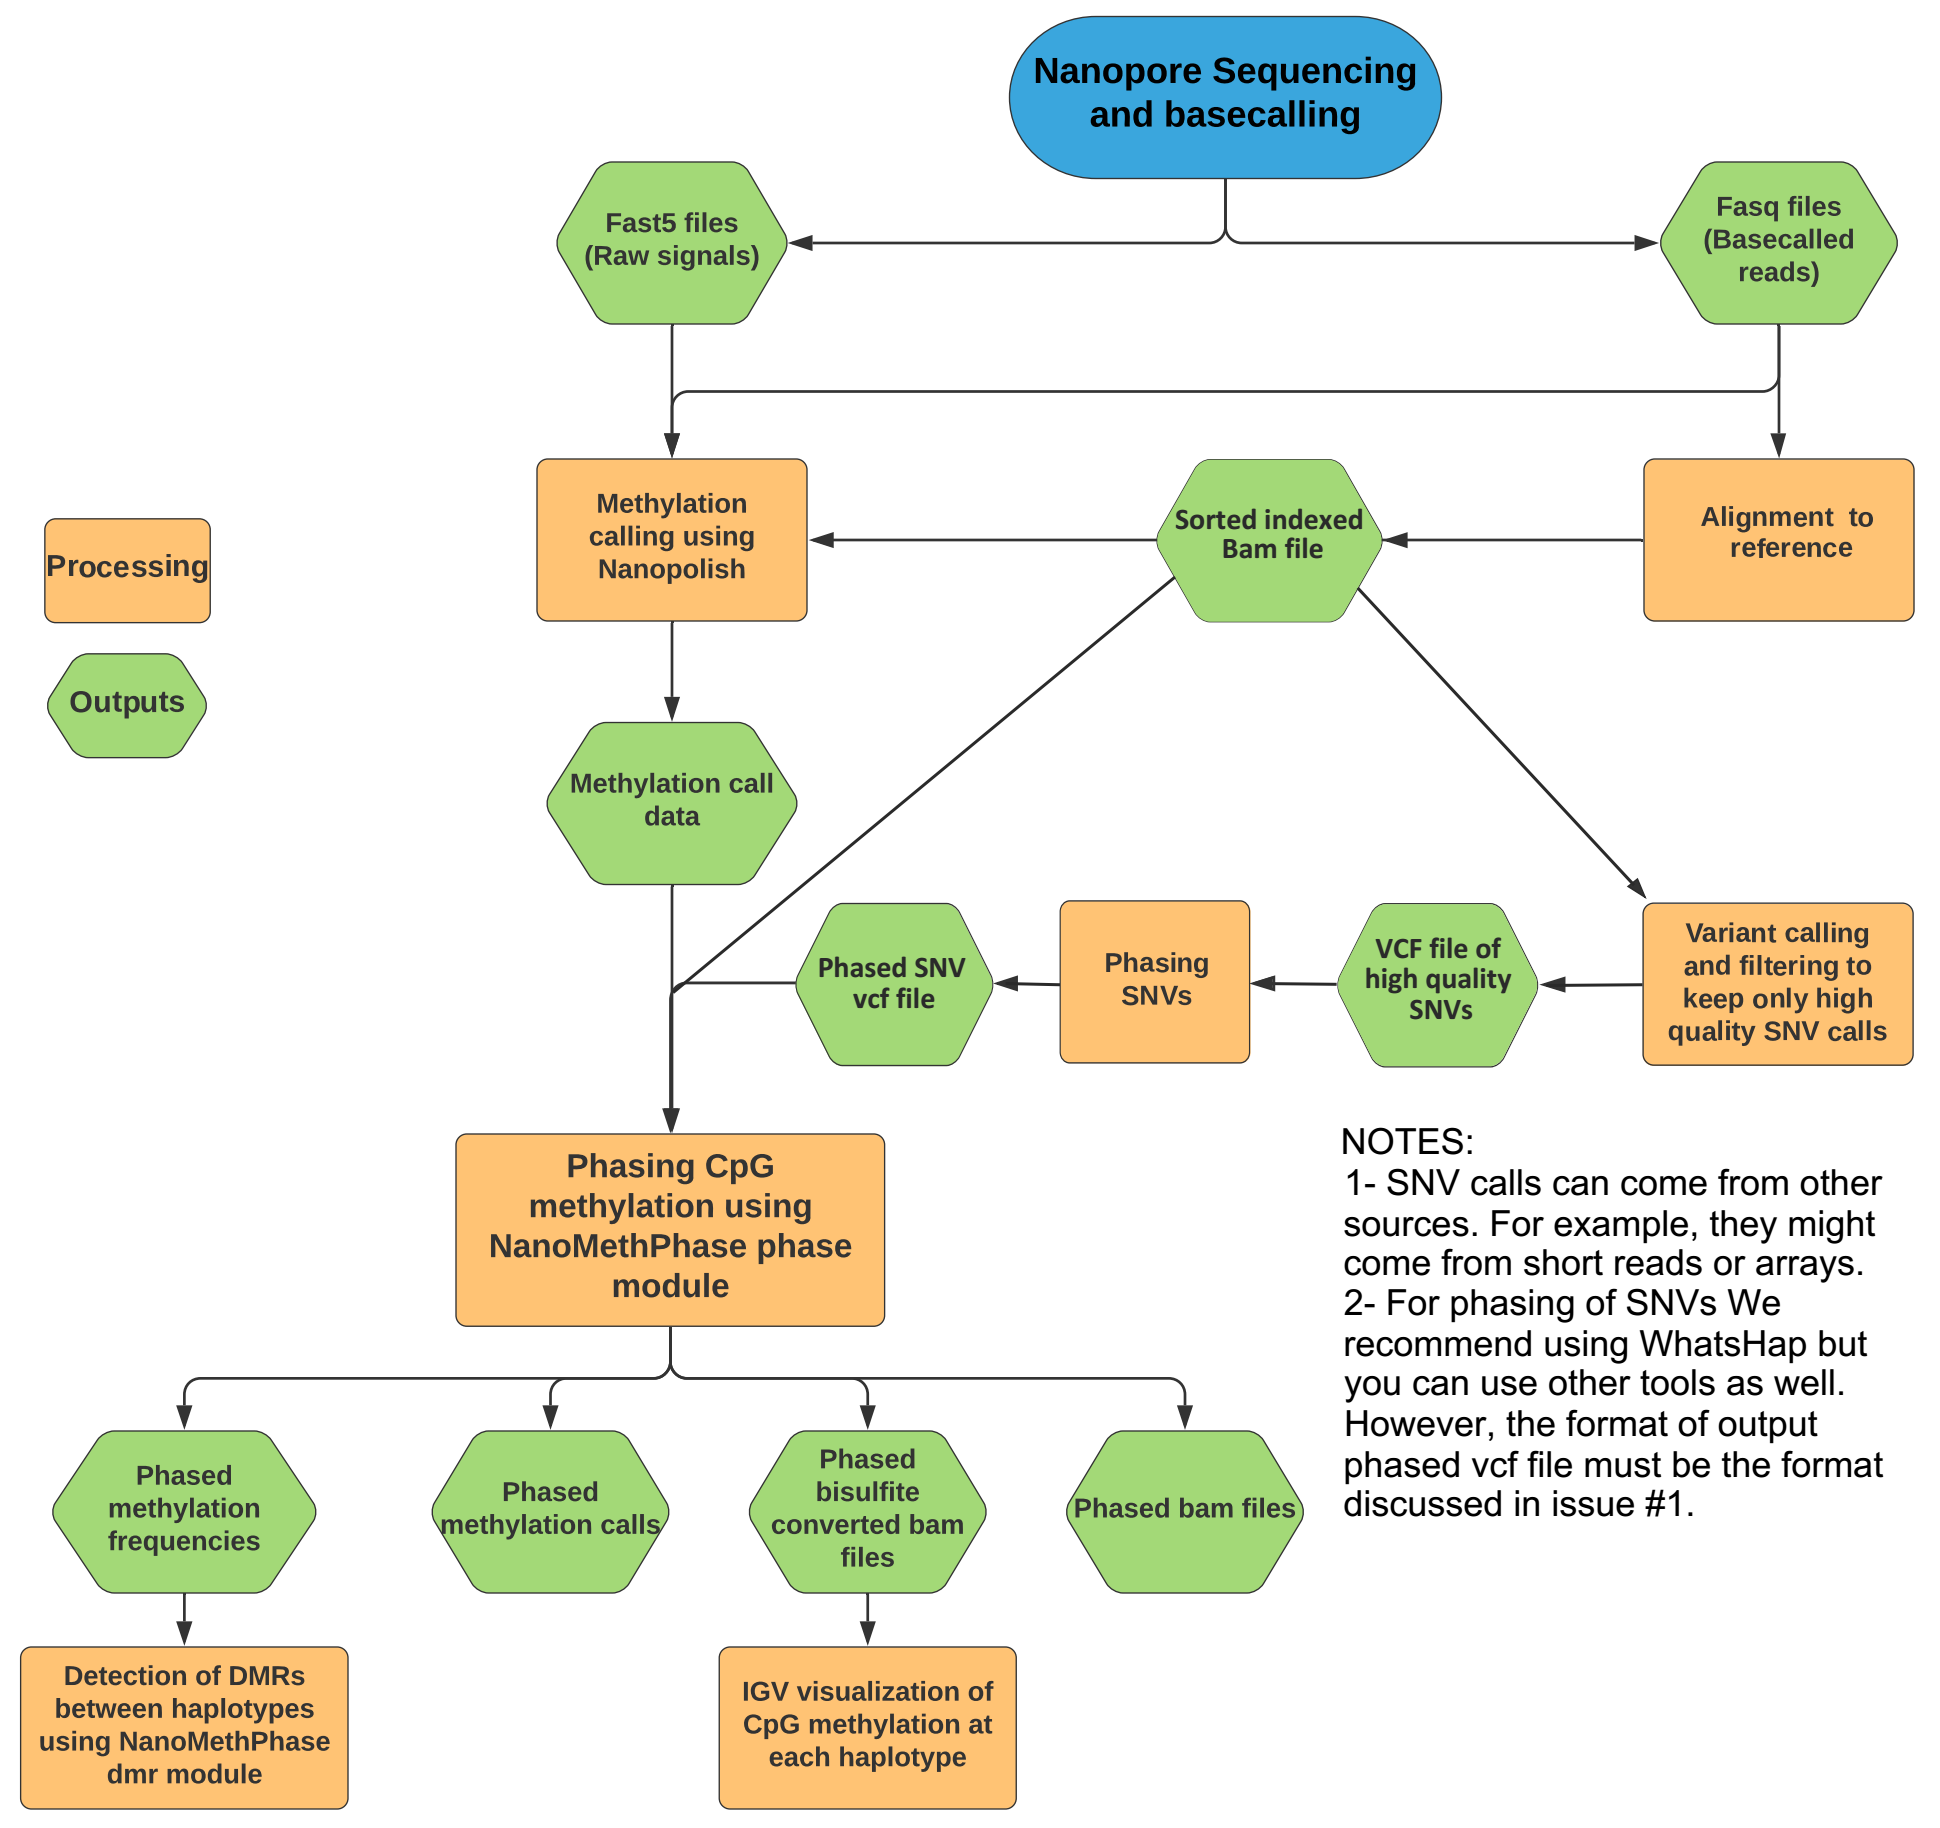 Nanopore Sequencing
and basecalling
Fast5 files
(Raw signals)
Fasq files
(Basecalled
reads)
Methylation
calling using
Nanopolish
Sorted indexed
Bam file
Alignment  to
reference
Processing
Outputs
Methylation call
data
Phased SNV
vcf file
Phasing
SNVs
VCF file of
high quality
SNVs
Variant calling
and filtering to
keep only high
quality SNV calls
Phasing CpG
methylation using
NanoMethPhase phase
module
NOTES:
1- SNV calls can come from other
sources. For example, they might
come from short reads or arrays.
2- For phasing of SNVs We
recommend using WhatsHap but
you can use other tools as well.
However, the format of output
phased vcf file must be the format
discussed in issue #1.
Phased
methylation
frequencies
Phased
methylation calls
Phased
bisulfite
converted bam
files
Phased bam files
Detection of DMRs
between haplotypes
using NanoMethPhase
dmr module
IGV visualization of
CpG methylation at
each haplotype